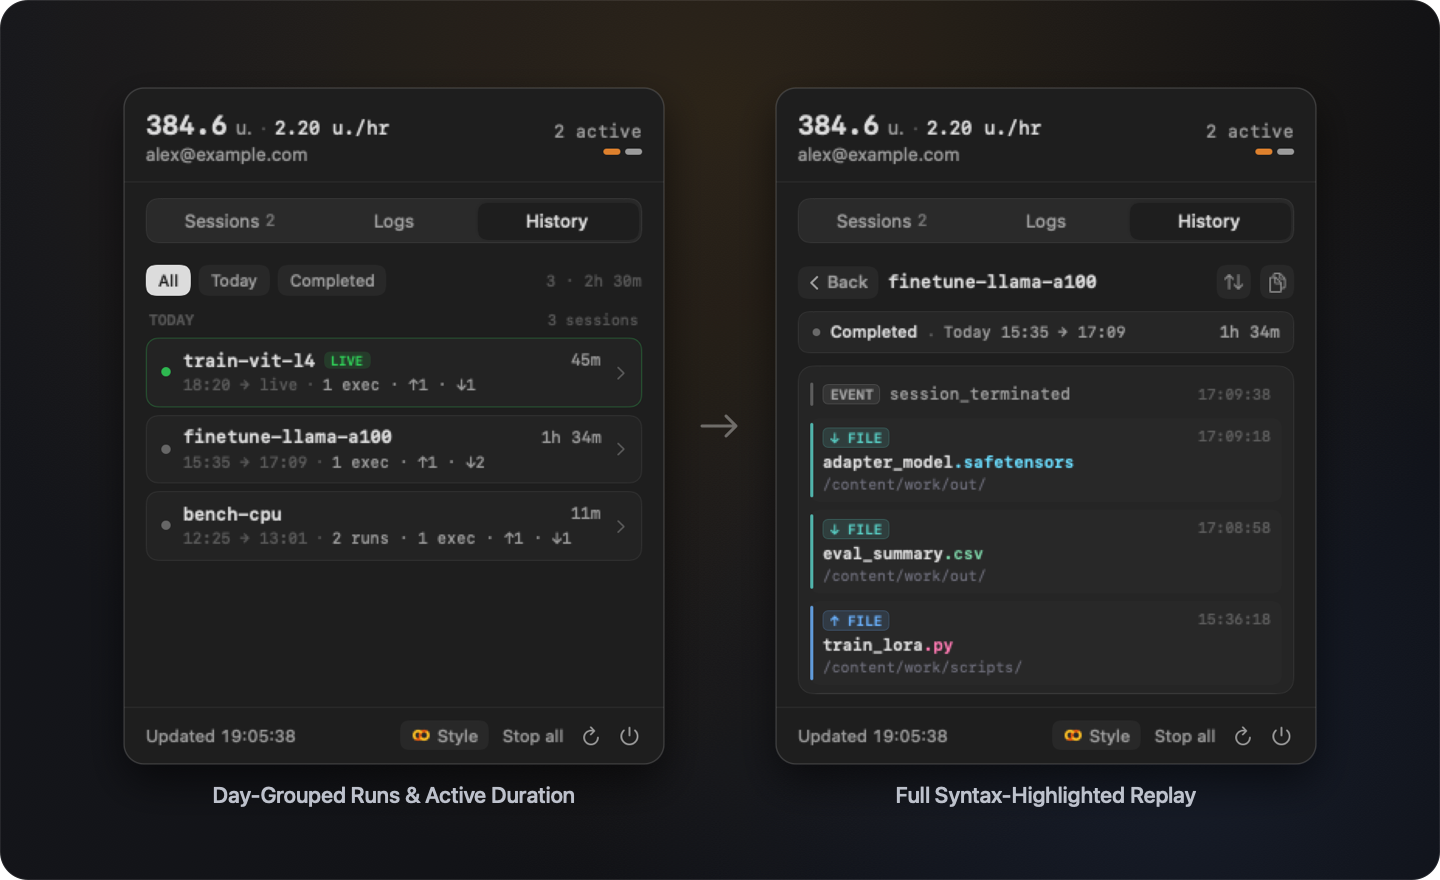 384.6 u. · 2.20 u./hr
2 active
alex@example.com
Sessions 2
Logs
History
All
Today
Completed
3 · 2h 30m
TODAY
3 sessions
train-vit-l4 LIVE
45m
18:20 → live · 1 exec · ↑1 · ↓1
finetune-llama-a100
1h 34m
15:35 → 17:09 · 1 exec · ↑1 · ↓2
bench-cpu
11m
12:25 → 13:01 · 2 runs · 1 exec · ↑1 · ↓1
Updated 19:05:38
Style
Stop all
Day-Grouped Runs & Active Duration
384.6 u. · 2.20 u./hr
2 active
alex@example.com
Sessions 2
Logs
History
Back
finetune-llama-a100
Completed · Today 15:35 → 17:09
1h 34m
EVENT session_terminated
17:09:38
↓ FILE
17:09:18
adapter_model.safetensors
/content/work/out/
↓ FILE
17:08:58
eval_summary.csv
/content/work/out/
↑ FILE
15:36:18
train_lora.py
/content/work/scripts/
Updated 19:05:38
Style
Stop all
Full Syntax-Highlighted Replay